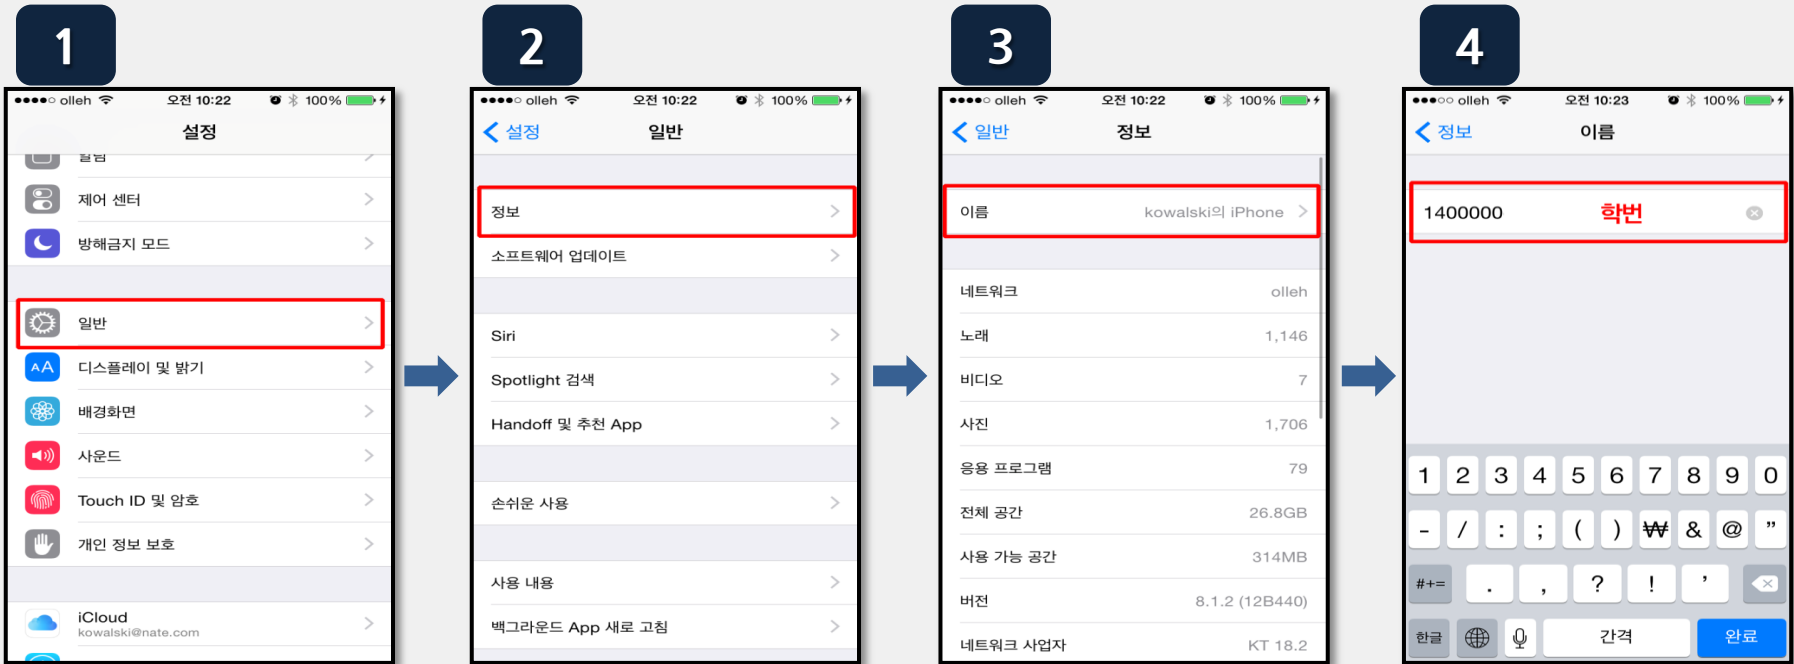 1
olleh 오전 10:22 100%
설정
알림
제어 센터
방해금지 모드
일반
디스플레이 및 밝기
배경화면
사운드
Touch ID 및 암호
개인 정보 보호
iCloud
kowalski@nate.com
2
olleh 오전 10:22 100%
설정 일반
정보
소프트웨어 업데이트
Siri
Spotlight 검색
Handoff 및 추천 App
손쉬운 사용
사용 내용
백그라운드 App 새로 고침
3
olleh 오전 10:22 100%
일반 정보
이름 kowalski의 iPhone
네트워크 olleh
노래 1,146
비디오 7
사진 1,706
응용 프로그램 79
전체 공간 26.8GB
사용 가능 공간 314MB
버전 8.1.2 (12B440)
네트워크 사업자 KT 18.2
4
olleh 오전 10:23 100%
정보 이름
1400000 학번
1 2 3 4 5 6 7 8 9 0
- / : ; ( ) ₩ & @ "
#+= . , ? ! '
한글 간격 완료